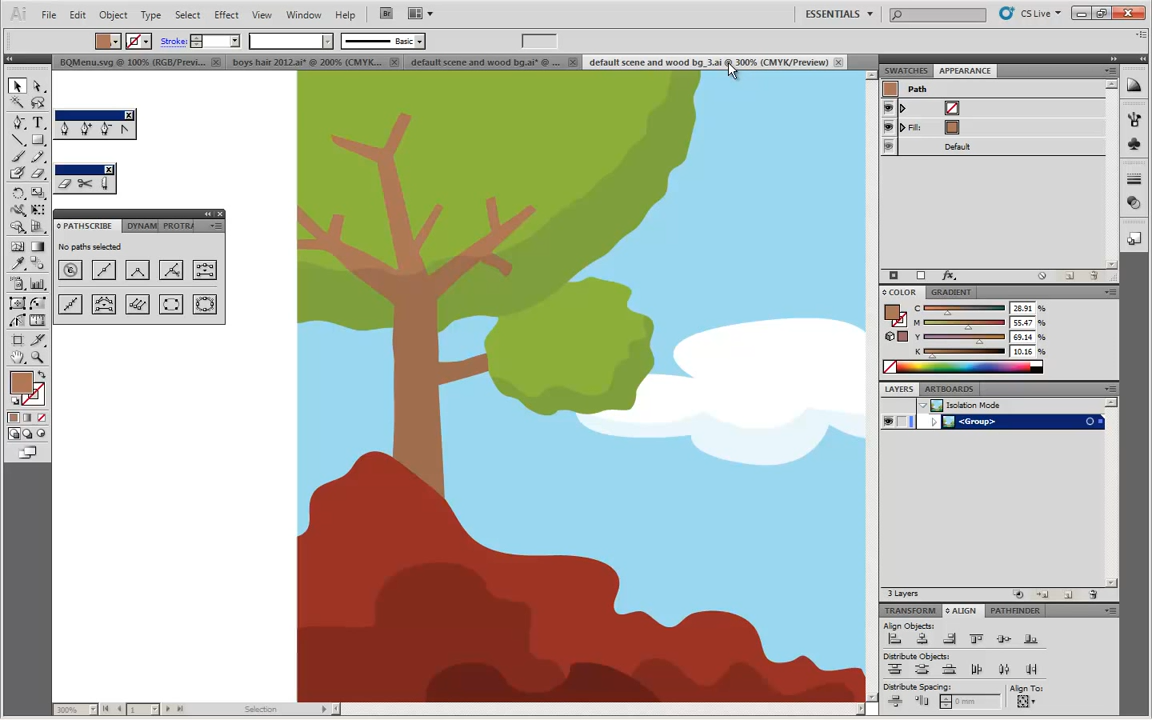 Ai File Edit Object Type Select Effect View Window Help Br ESSENTIALS CS Live
Stroke: Basic
BQMenu.svg @ 100% (RGB/Previ... boys hair 2012.ai* @ 200% (CMYK... default scene and wood bg.ai* @ ... default scene and wood bg_3.ai @ 300% (CMYK/Preview)
SWATCHES APPEARANCE
Path
Fill:
Default
PATHSCRIBE DYNAM PROTRA
No paths selected
COLOR GRADIENT
C 28.91 %
M 55.47 %
Y 69.14 %
K 10.16 %
LAYERS ARTBOARDS
Isolation Mode
<Group>
3 Layers
TRANSFORM ALIGN PATHFINDER
Align Objects:
Distribute Objects:
Distribute Spacing: Align To:
0 mm
300% 1 Selection